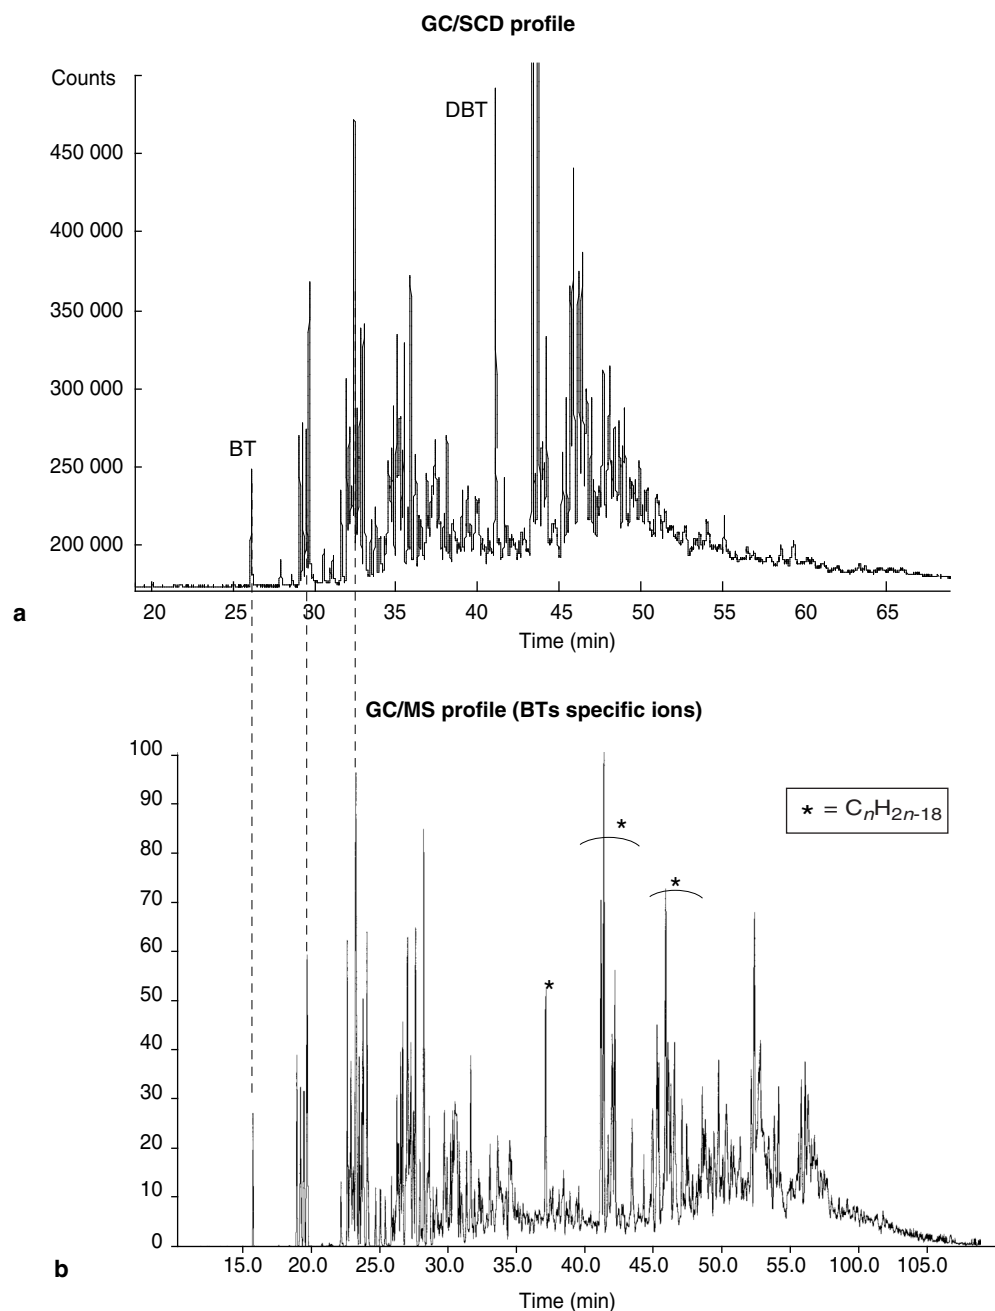 GC/SCD profile
Counts
DBT
450 000
400 000
350 000
300 000
BT
250 000
200 000
20 25 30 35 40 45 50 55 60 65
a
Time (min)
GC/MS profile (BTs specific ions)
100
90
* = CnH2n-18
80
*
70
*
60
50
*
40
30
20
10
0
15.0 20.0 25.0 30.0 35.0 40.0 45.0 50.0 55.0 100.0 105.0
b
Time (min)